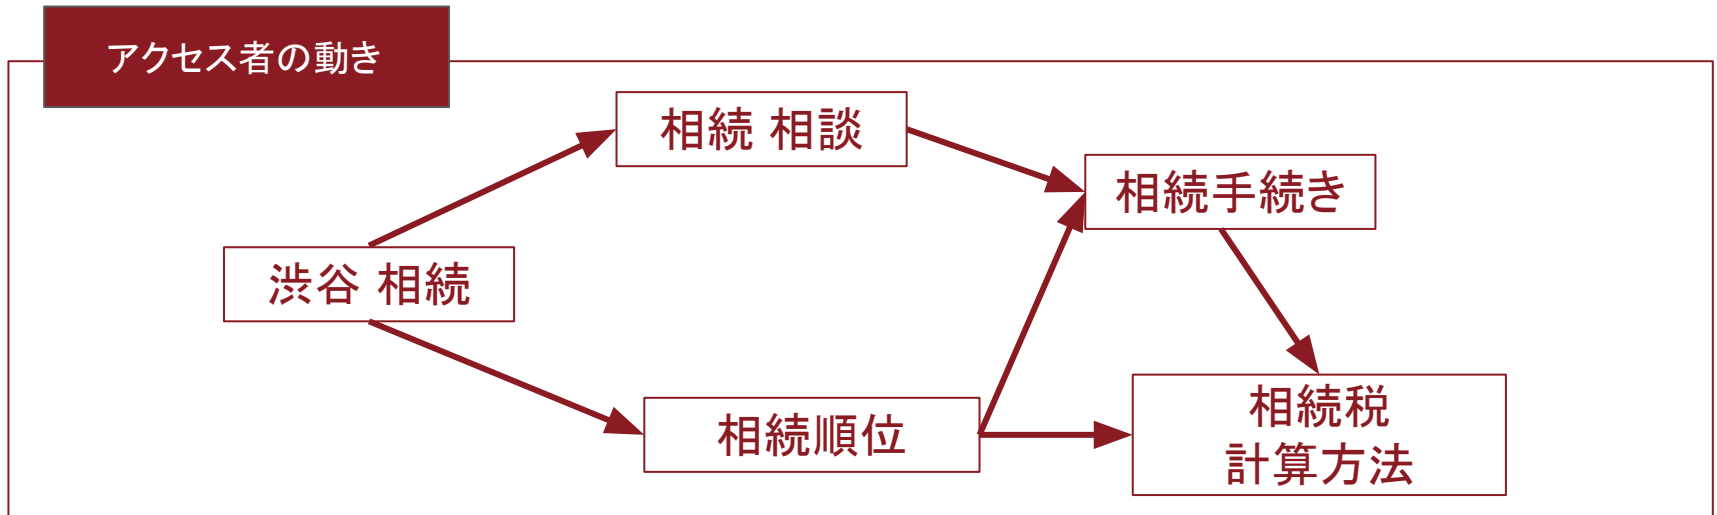 アクセス者の動き
相続 相談
相続手続き
渋谷 相続
相続順位
相続税
計算方法